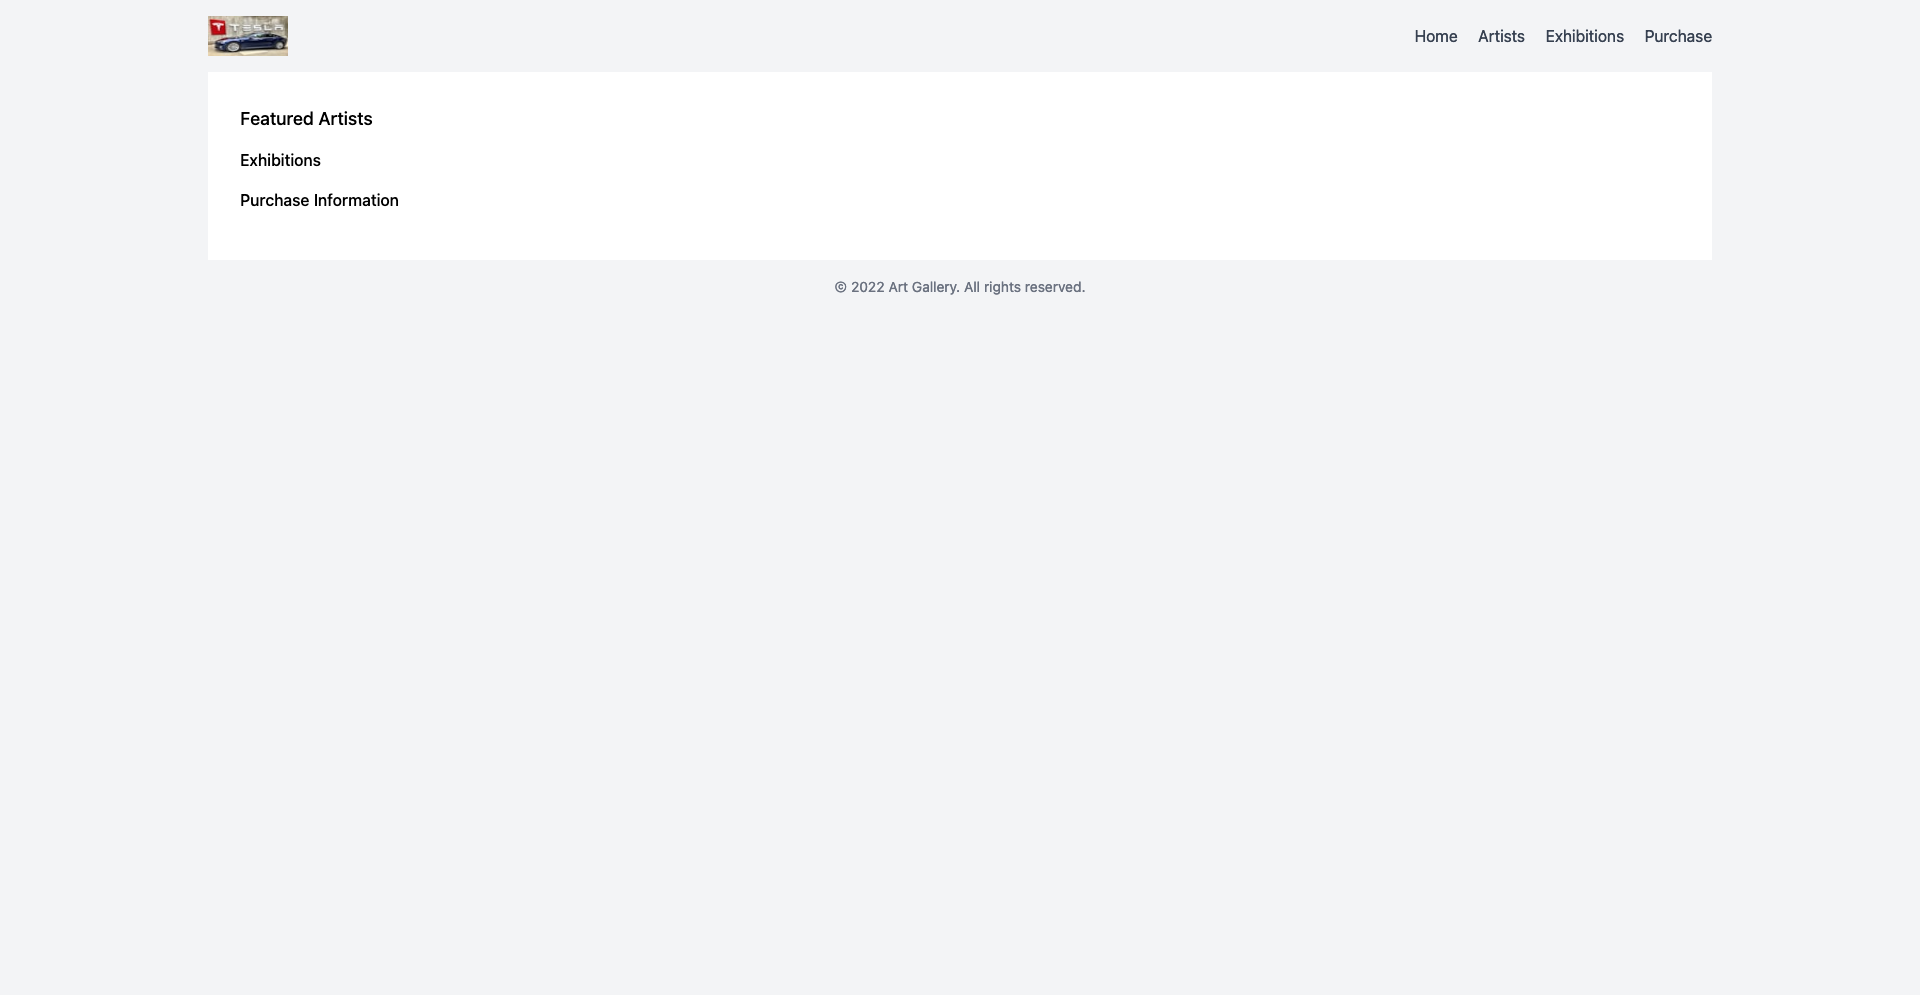 TESLA
Home Artists Exhibitions Purchase
Featured Artists
Exhibitions
Purchase Information
© 2022 Art Gallery. All rights reserved.